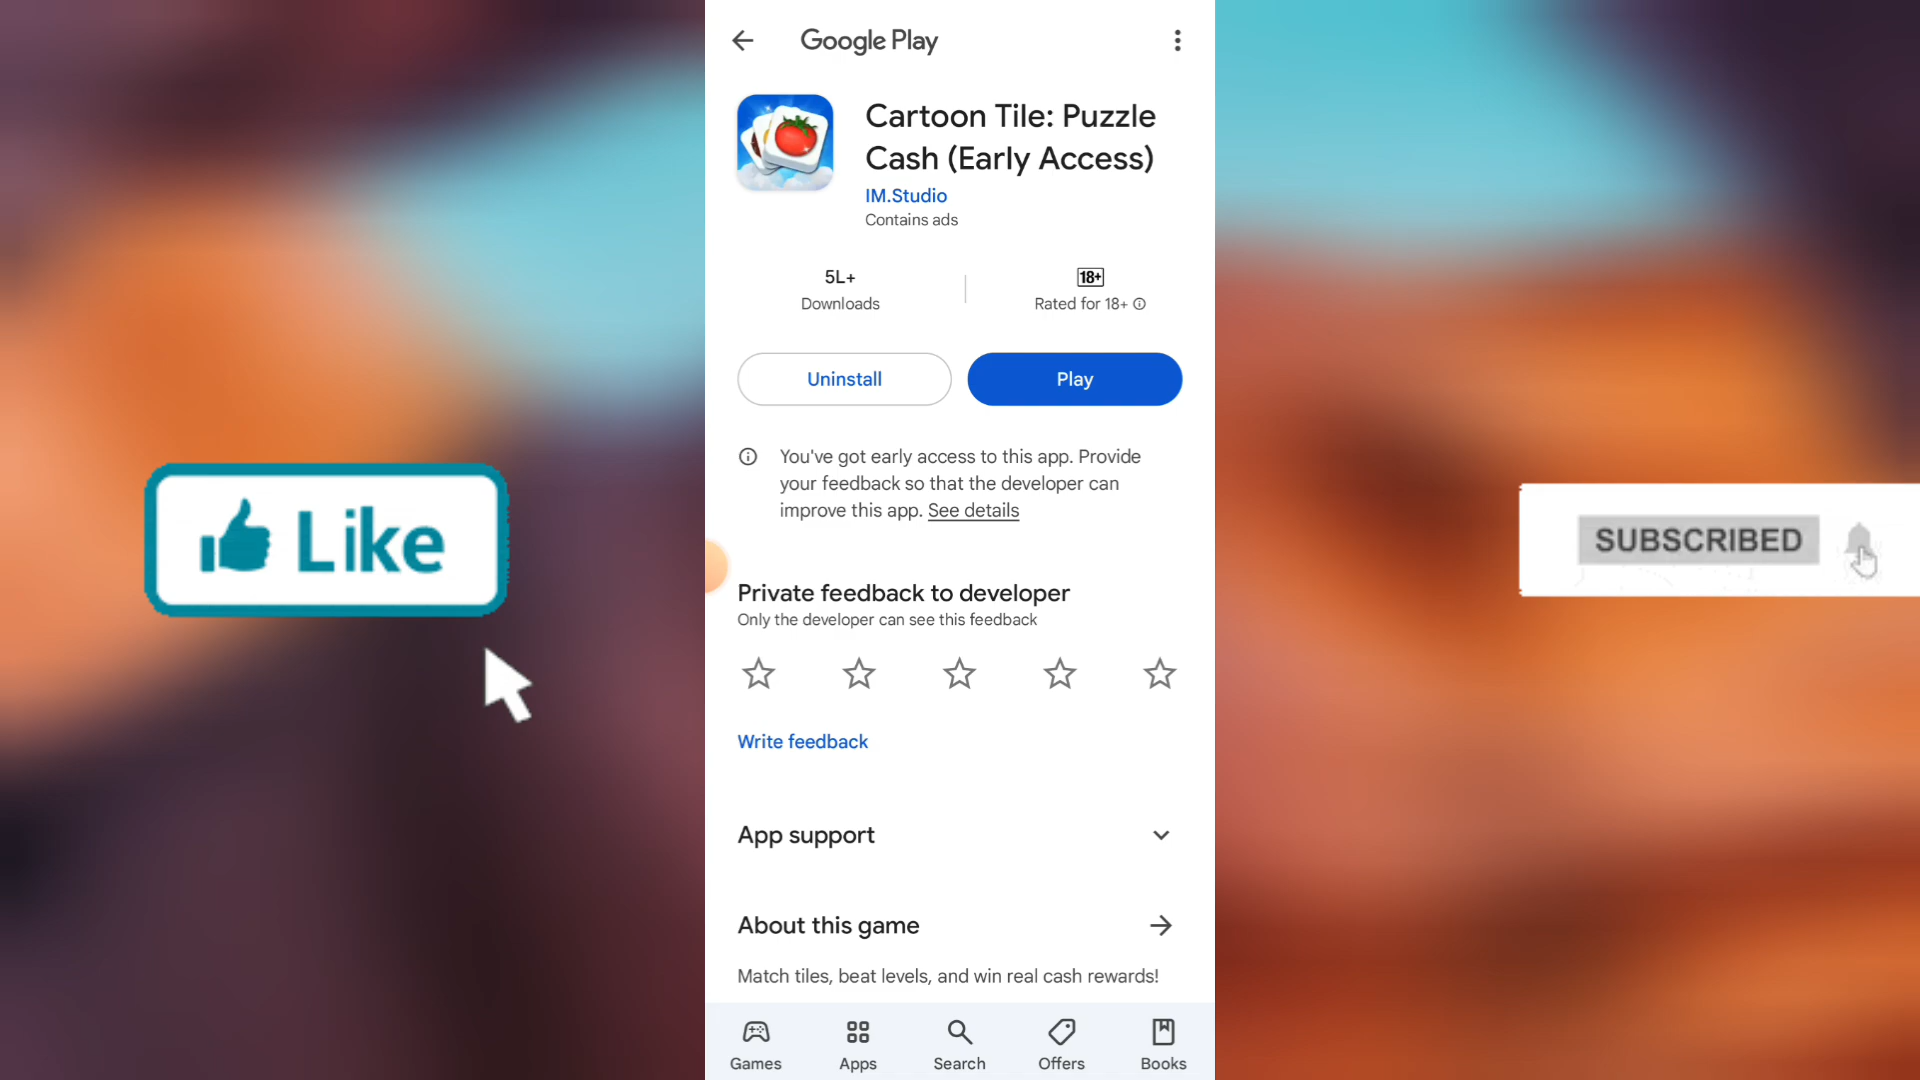 Google Play
Cartoon Tile: Puzzle
Cash (Early Access)
IM.Studio
Contains ads
5L+
Downloads
18+
Rated for 18+
Uninstall
Play
You've got early access to this app. Provide
your feedback so that the developer can
improve this app. See details
Like
SUBSCRIBED
Private feedback to developer
Only the developer can see this feedback
Write feedback
App support
About this game
Match tiles, beat levels, and win real cash rewards!
Games
Apps
Search
Offers
Books